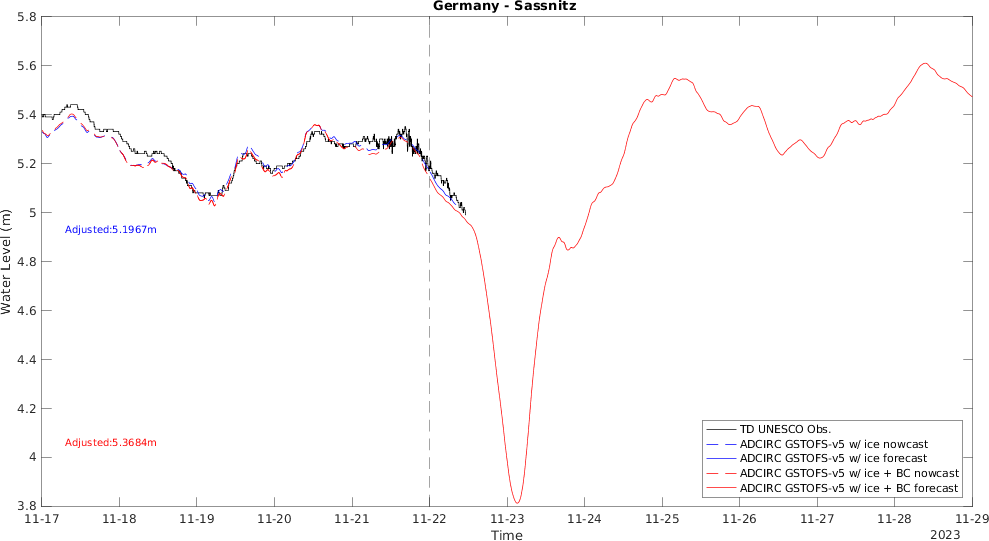 Germany - Sassnitz
5.8
5.6
5.4
5.2
5
4.8
4.6
4.4
4.2
4
3.8
Water Level (m)
Adjusted:5.1967m
Adjusted:5.3684m
TD UNESCO Obs.
ADCIRC GSTOFS-v5 w/ ice nowcast
ADCIRC GSTOFS-v5 w/ ice forecast
ADCIRC GSTOFS-v5 w/ ice + BC nowcast
ADCIRC GSTOFS-v5 w/ ice + BC forecast
11-17 11-18 11-19 11-20 11-21 11-22 11-23 11-24 11-25 11-26 11-27 11-28 11-29
Time
2023